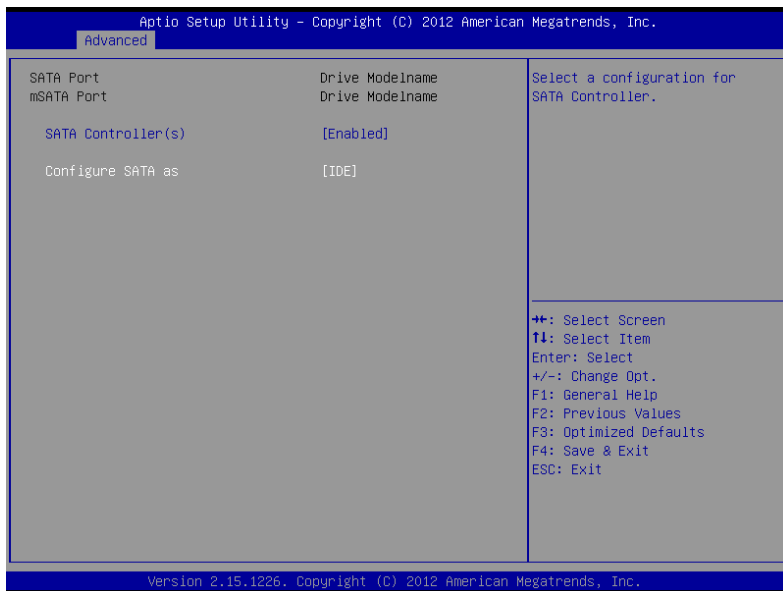 Aptio Setup Utility – Copyright (C) 2012 American Megatrends, Inc.
Advanced
SATA Port Drive Modelname
mSATA Port Drive Modelname
SATA Controller(s) [Enabled]
Configure SATA as [IDE]
Select a configuration for
SATA Controller.
→←: Select Screen
↑↓: Select Item
Enter: Select
+/-: Change Opt.
F1: General Help
F2: Previous Values
F3: Optimized Defaults
F4: Save & Exit
ESC: Exit
Version 2.15.1226. Copyright (C) 2012 American Megatrends, Inc.